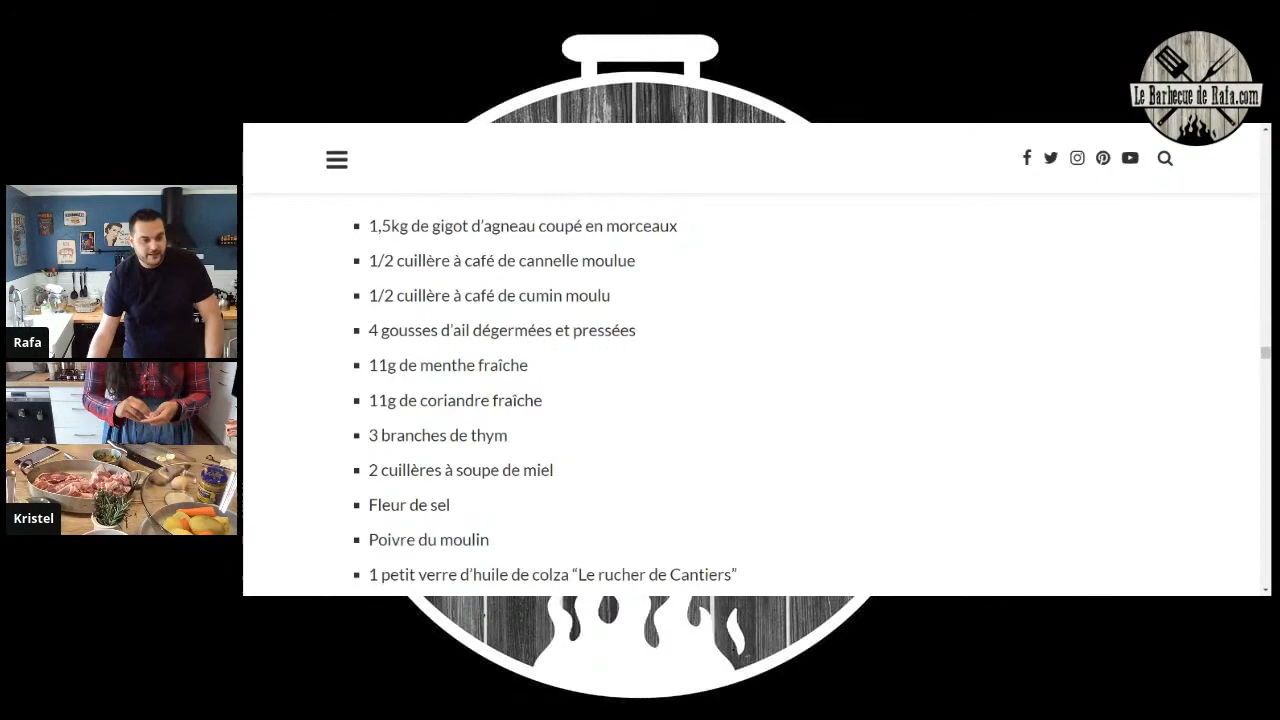 Le Barbecue de Rafa.com
1,5kg de gigot d’agneau coupé en morceaux
1/2 cuillère à café de cannelle moulue
1/2 cuillère à café de cumin moulu
4 gousses d’ail dégermées et pressées
11g de menthe fraîche
11g de coriandre fraîche
3 branches de thym
2 cuillères à soupe de miel
Fleur de sel
Poivre du moulin
1 petit verre d’huile de colza “Le rucher de Cantiers”
Rafa
Kristel